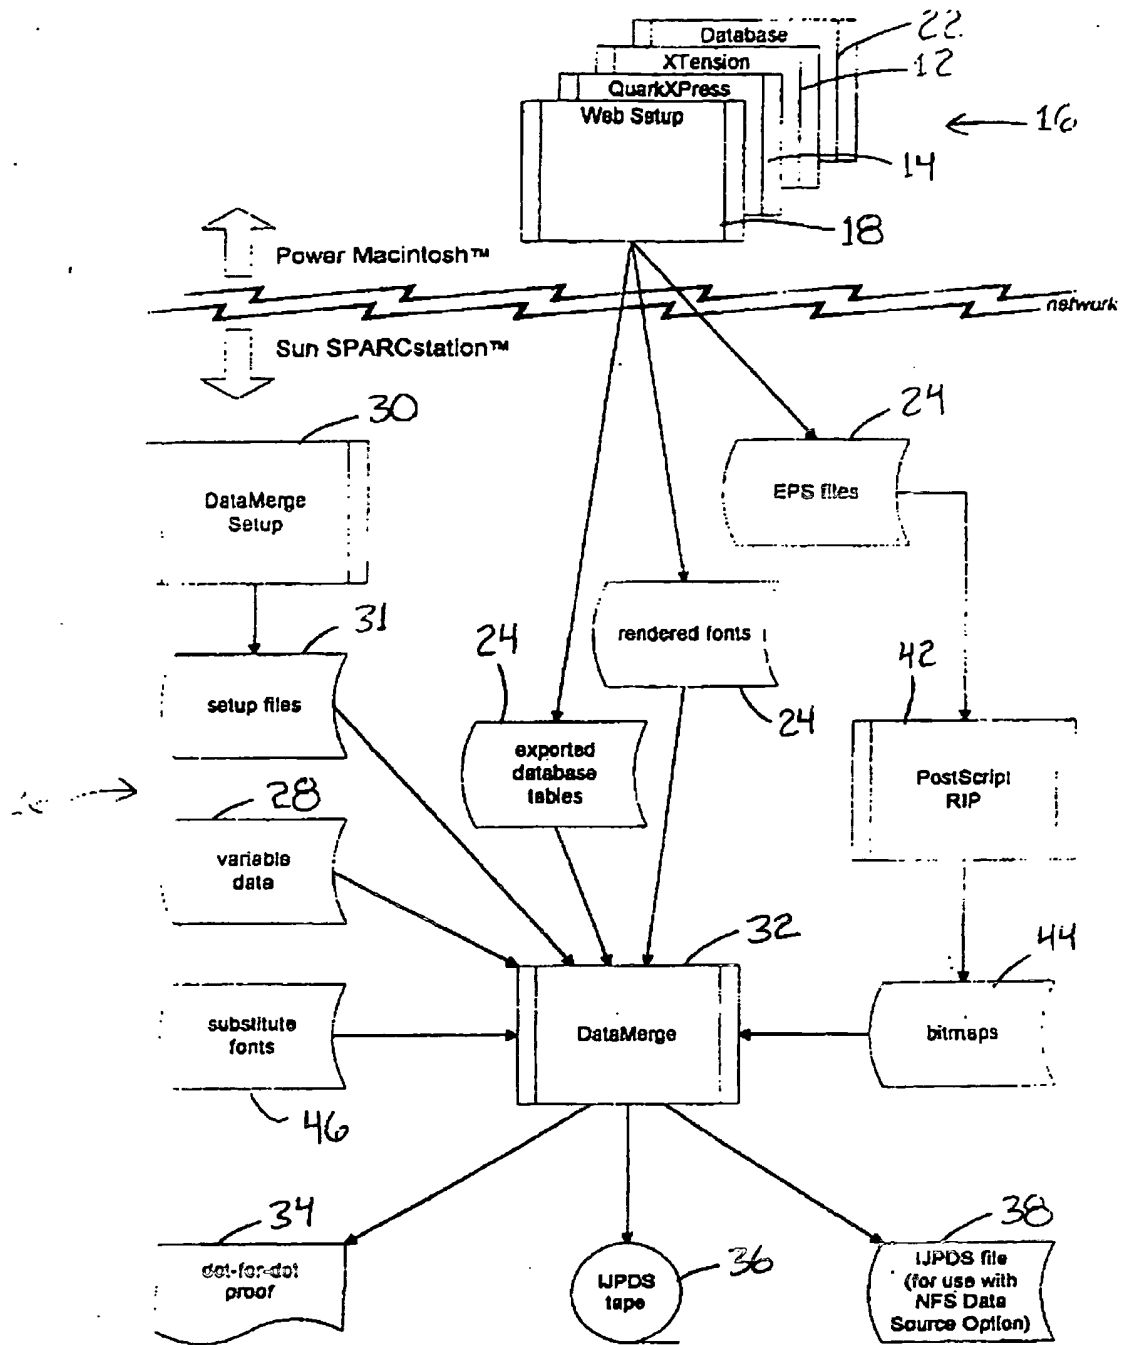 22
Database
12
XTension
QuarkXPress
16
Web Setup
14
18
Power Macintosh™
network
Sun SPARCstation™
30
24
DataMerge
Setup
EPS files
31
rendered fonts
24
42
setup files
24
exported
database
tables
PostScript
RIP
28
variable
data
32
44
substitute
fonts
DataMerge
bitmaps
46
34
38
dot-for-dot
proof
IJPDS
tape
36
IJPDS file
(for use with
NFS Data
Source Option)